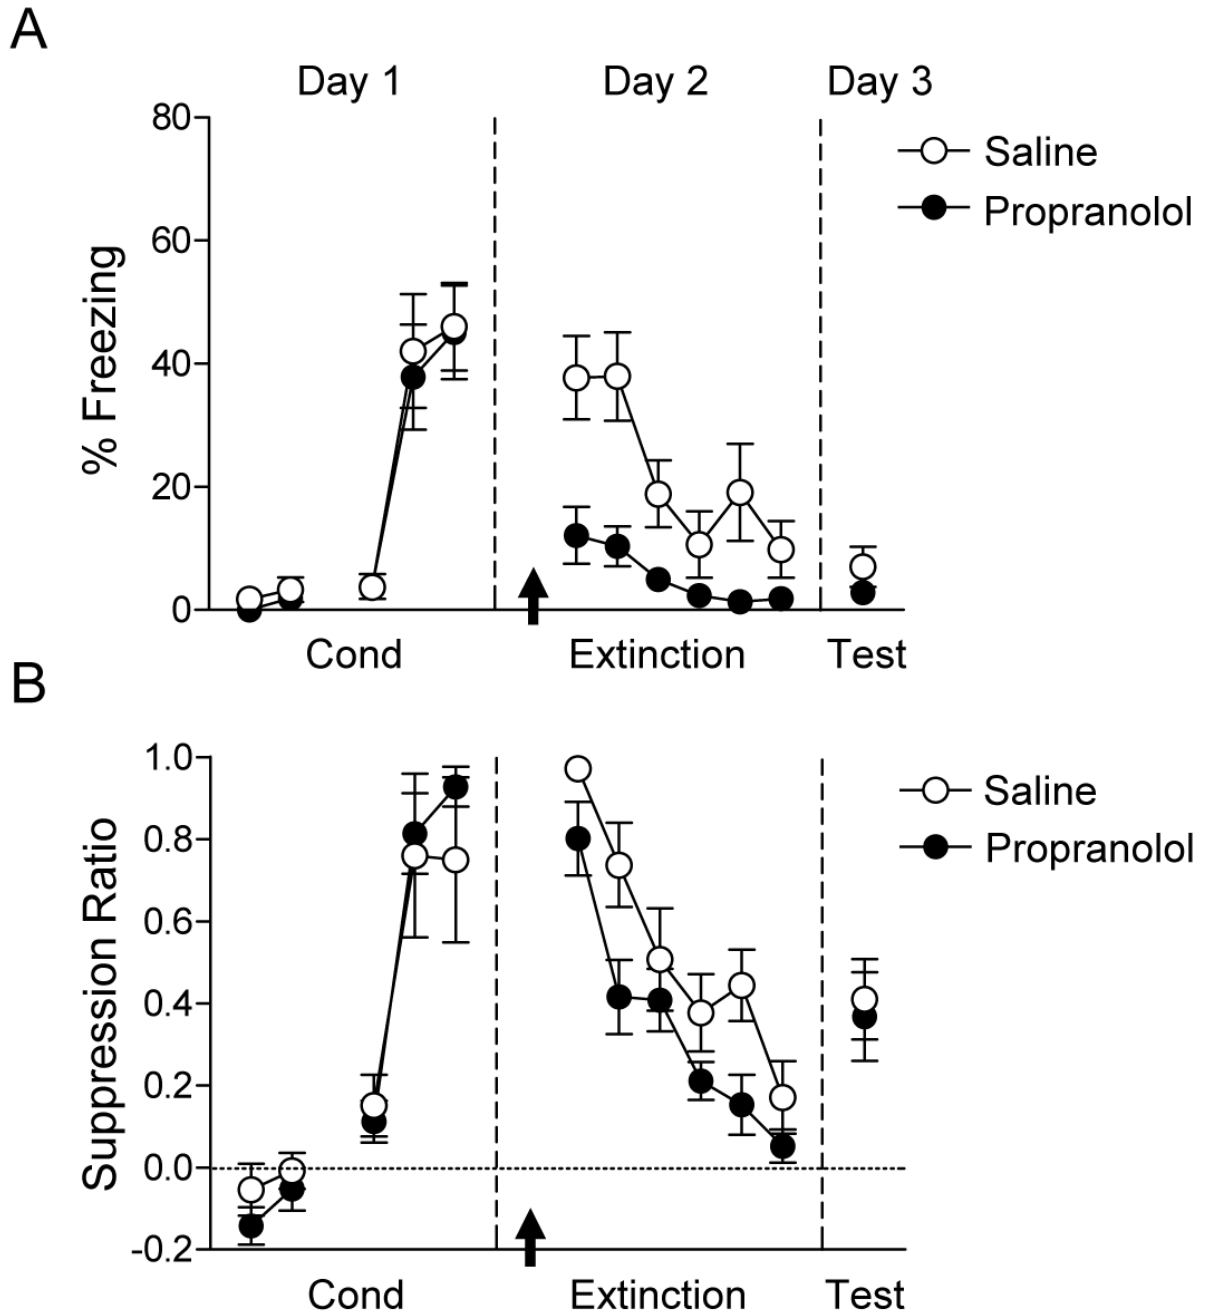 A
Day 1 Day 2 Day 3
80
60
40
20
0
% Freezing
Saline
Propranolol
Cond Extinction Test
B
1.0
0.8
0.6
0.4
0.2
0.0
-0.2
Suppression Ratio
Saline
Propranolol
Cond Extinction Test